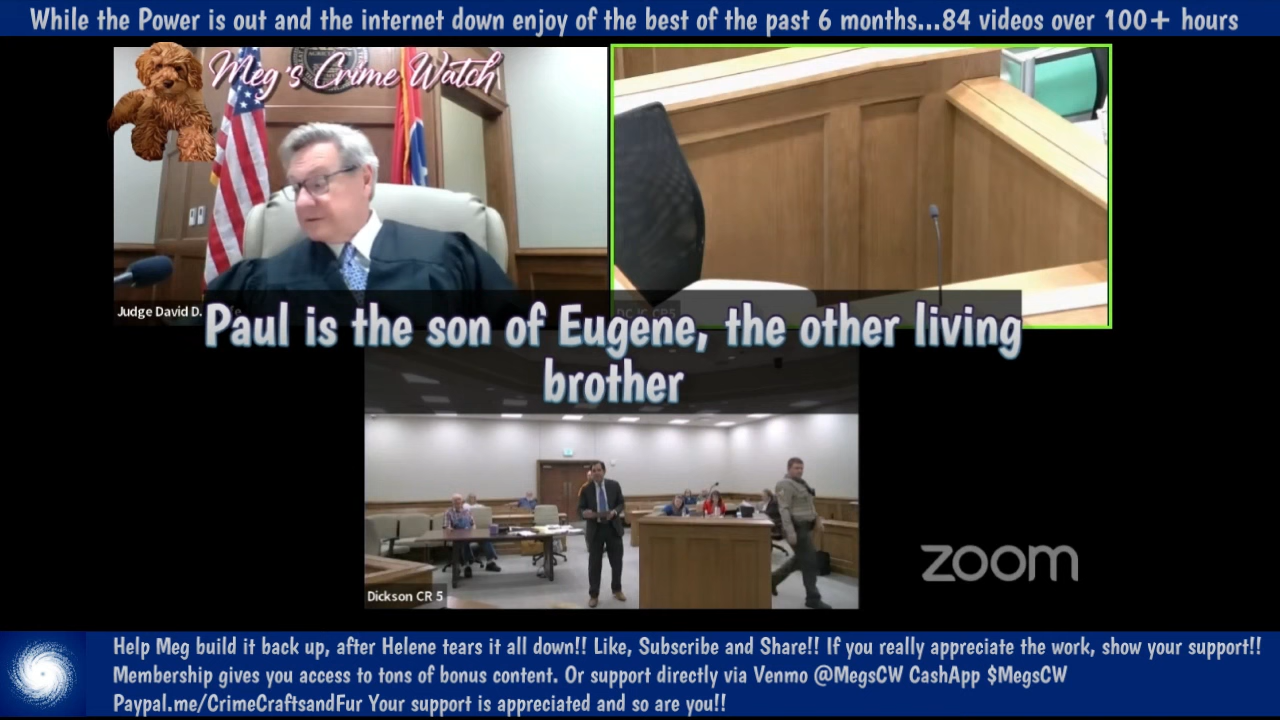 While the Power is out and the internet down enjoy of the best of the past 6 months...84 videos over 100+ hours
Meg's Crime Watch
Judge David D.
Paul is the son of Eugene, the other living
brother
Dickson CR 5
zoom
Help Meg build it back up, after Helene tears it all down!! Like, Subscribe and Share!! If you really appreciate the work, show your support!!
Membership gives you access to tons of bonus content. Or support directly via Venmo @MegsCW CashApp $MegsCW
Paypal.me/CrimeCraftsandFur Your support is appreciated and so are you!!